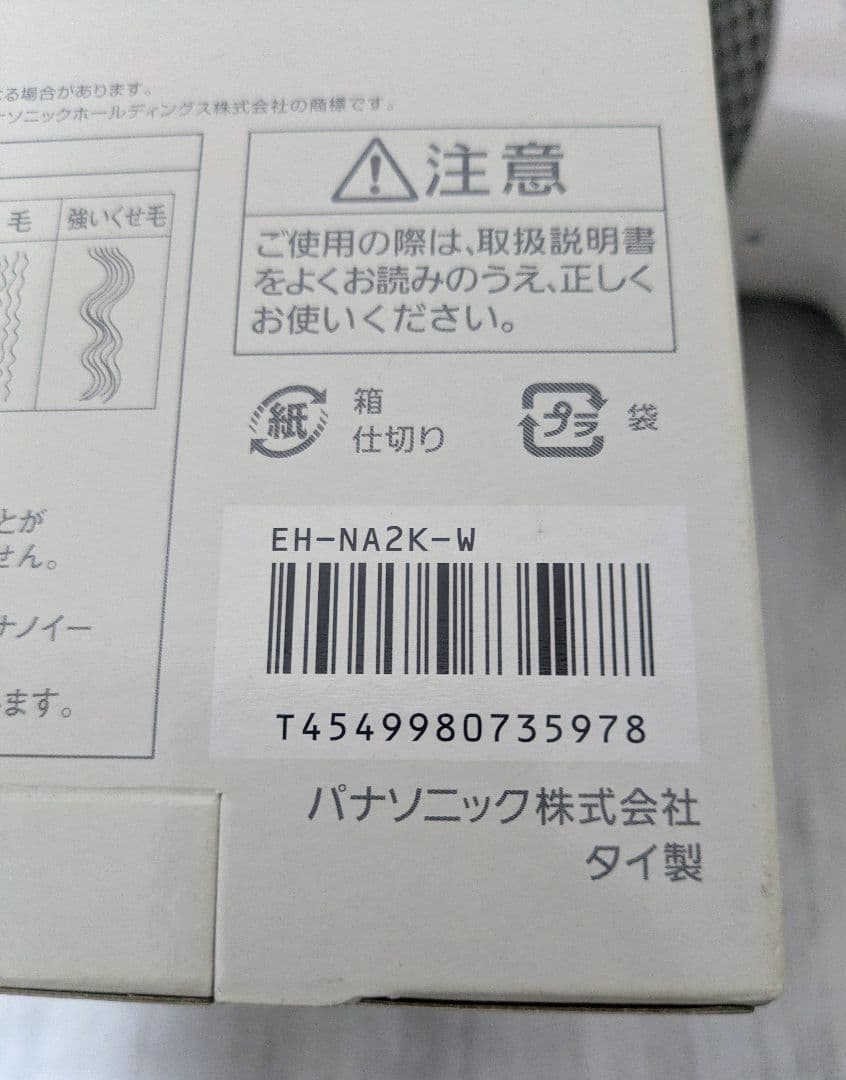 る場合があります。
ソニックホールディングス株式会社の商標です。
注意
ご使用の際は、取扱説明書
をよくお読みのうえ、正しく
お使いください。
毛
強いくせ毛
紙
箱
仕切り
プラ
袋
とが
せん。
ナノイー
います。
EH-NA2K-W
T4549980735978
パナソニック株式会社
タイ製